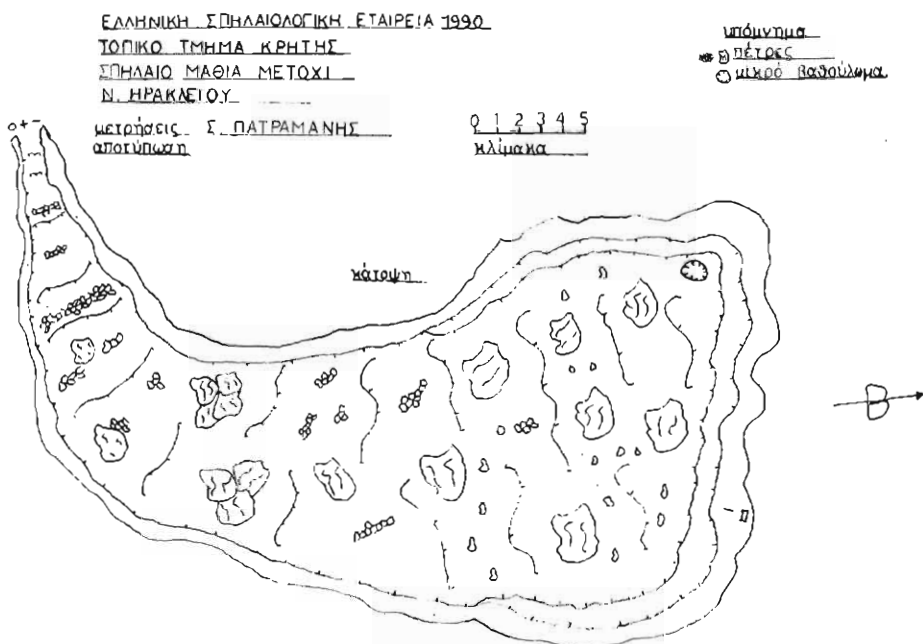 ΕΛΛΗΝΙΚΗ ΣΠΗΛΑΙΟΛΟΓΙΚΗ ΕΤΑΙΡΕΙΑ 1990
ΤΟΠΙΚΟ ΤΜΗΜΑ ΚΡΗΤΗΣ
ΣΠΗΛΑΙΟ ΜΑΘΙΑ ΜΕΤΟΧΙ
Ν. ΗΡΑΚΛΕΙΟΥ
μετρήσεις Σ. ΠΑΤΡΑΜΑΝΗΣ
αποτύπωση
0 1 2 3 4 5
κλίμακα
υπόμνημα
πέτρες
μικρό βαθούλωμα
ο + -
κάτοψη
Β